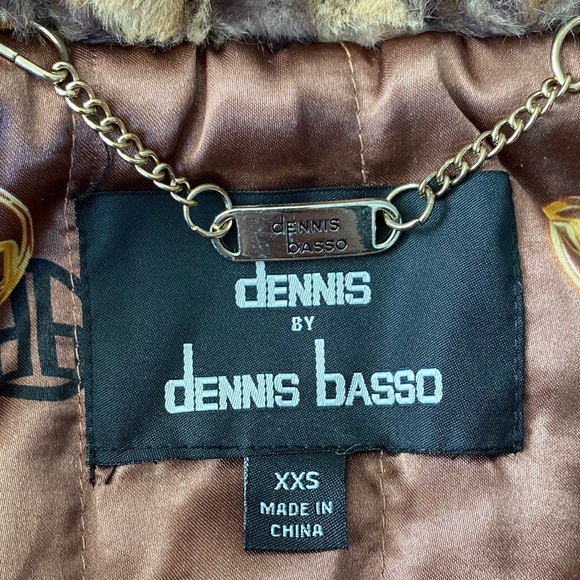 dENNIS
bASSO
dENNIS
BY
dENNIS bASSO
XXS
MADE IN
CHINA